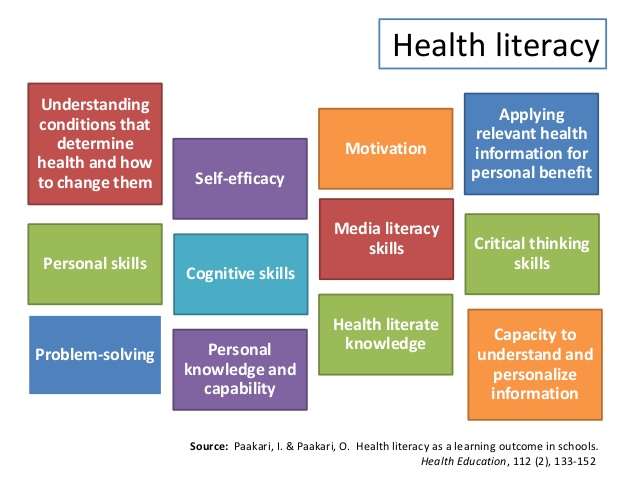 Health literacy
Understanding
conditions that
determine
health and how
to change them
Self-efficacy
Motivation
Applying
relevant health
information for
personal benefit
Personal skills
Cognitive skills
Media literacy
skills
Critical thinking
skills
Problem-solving
Personal
knowledge and
capability
Health literate
knowledge
Capacity to
understand and
personalize
information
Source: Paakari, I. & Paakari, O. Health literacy as a learning outcome in schools.
Health Education, 112 (2), 133-152